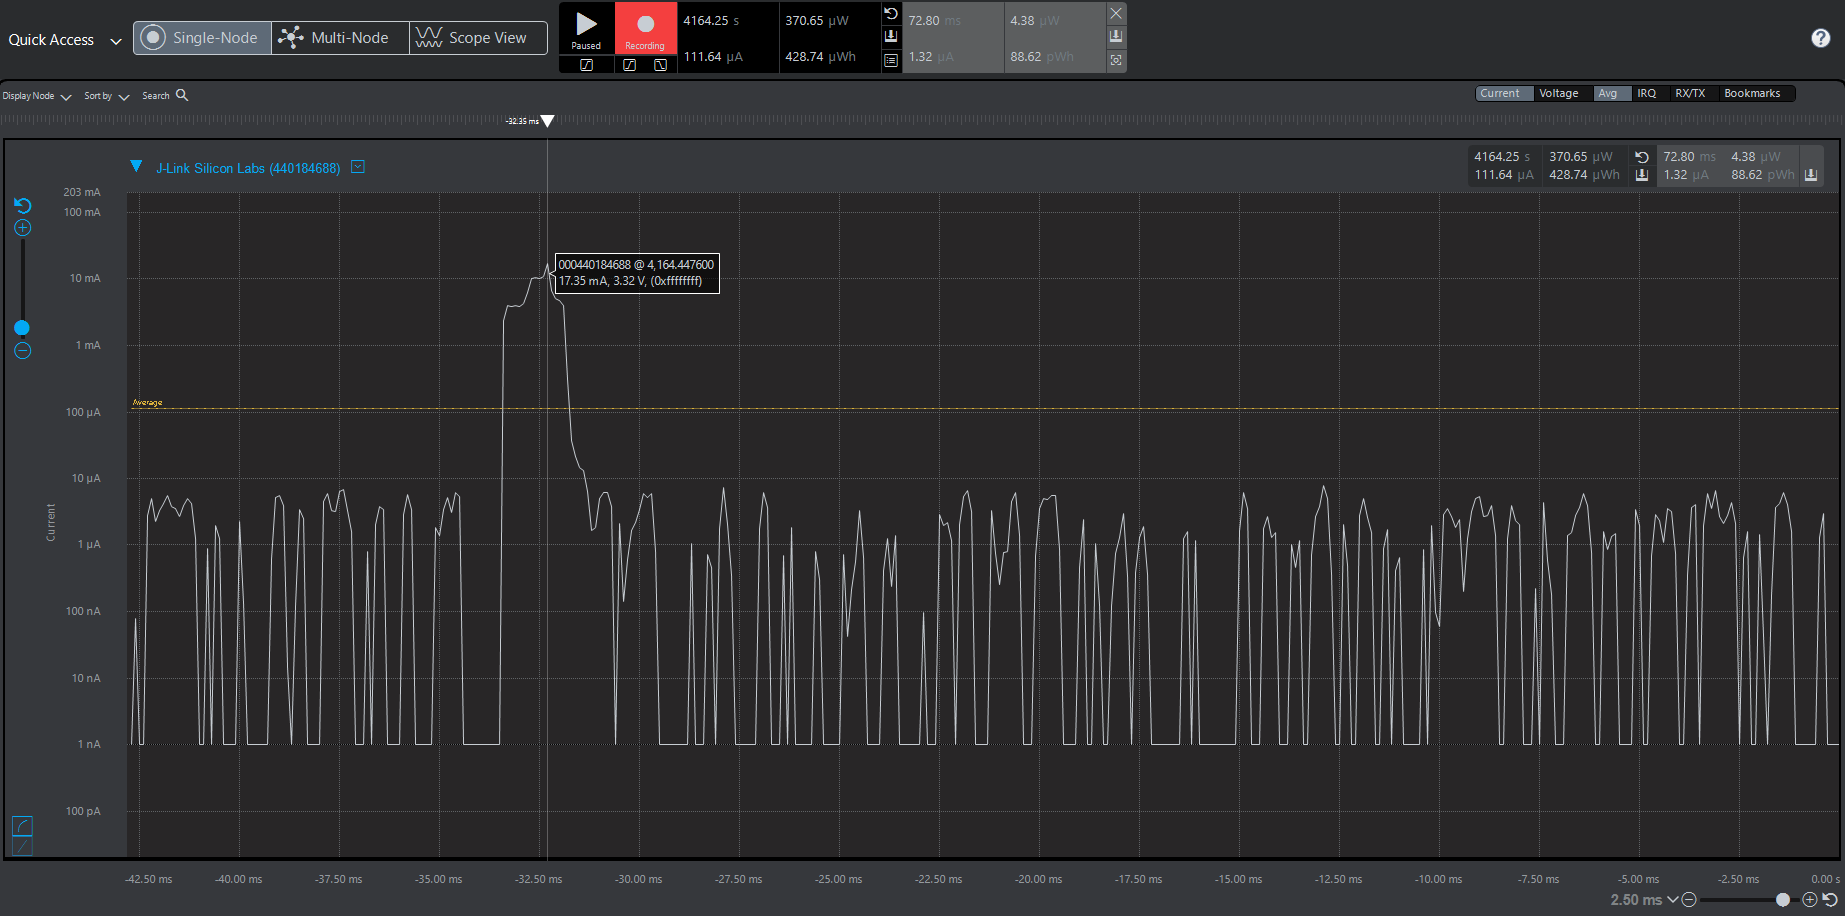 Quick Access
Single-Node
Multi-Node
Scope View
Paused
Recording
4164.25 s
370.65 µW
111.64 µA
428.74 µWh
72.80 ms
4.38 µW
1.32 µA
88.62 pWh
?
Display Node
Sort by
Search
Current
Voltage
Avg
IRQ
RX/TX
Bookmarks
-32.35 ms
J-Link Silicon Labs (440184688)
4164.25 s
370.65 µW
72.80 ms
4.38 µW
111.64 µA
428.74 µWh
1.32 µA
88.62 pWh
203 mA
100 mA
10 mA
1 mA
100 µA
10 µA
1 µA
100 nA
10 nA
1 nA
100 pA
Current
Average
000440184688 @ 4,164.447600
17.35 mA, 3.32 V, (0xffffffff)
-42.50 ms
-40.00 ms
-37.50 ms
-35.00 ms
-32.50 ms
-30.00 ms
-27.50 ms
-25.00 ms
-22.50 ms
-20.00 ms
-17.50 ms
-15.00 ms
-12.50 ms
-10.00 ms
-7.50 ms
-5.00 ms
-2.50 ms
0.00 s
2.50 ms